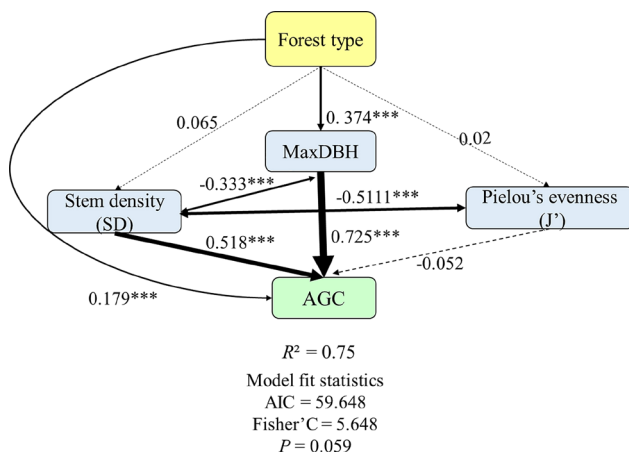 Forest type
0.065
0. 374***
0.02
MaxDBH
-0.333***
-0.5111***
Stem density
(SD)
Pielou's evenness
(J')
0.518***
0.725***
-0.052
0.179***
AGC
R² = 0.75
Model fit statistics
AIC = 59.648
Fisher'C = 5.648
P = 0.059